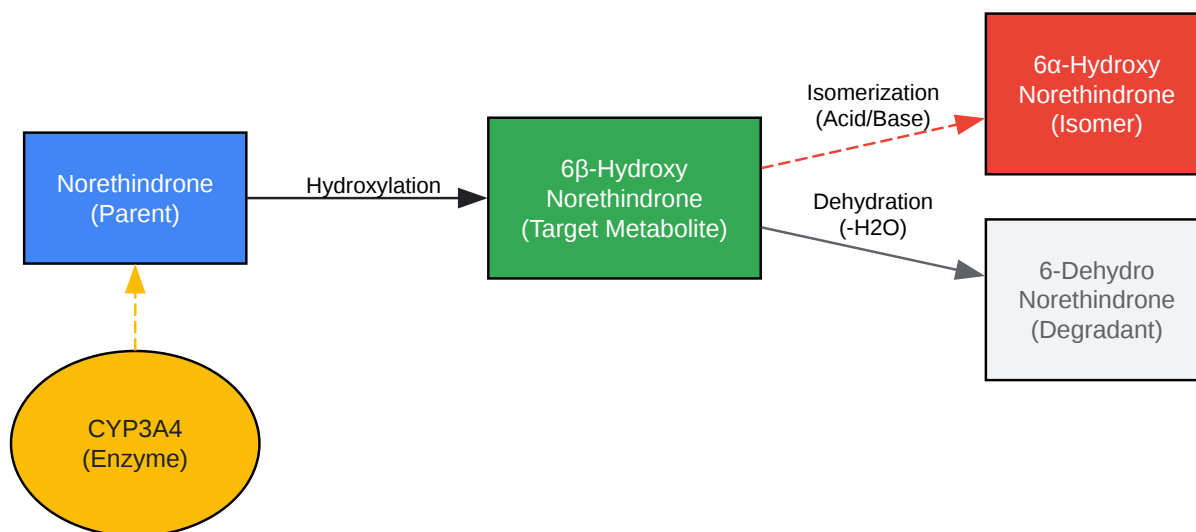 Norethindrone
(Parent)
CYP3A4
(Enzyme)
Hydroxylation
6β-Hydroxy
Norethindrone
(Target Metabolite)
Isomerization
(Acid/Base)
Dehydration
(-H2O)
6α-Hydroxy
Norethindrone
(Isomer)
6-Dehydro
Norethindrone
(Degradant)